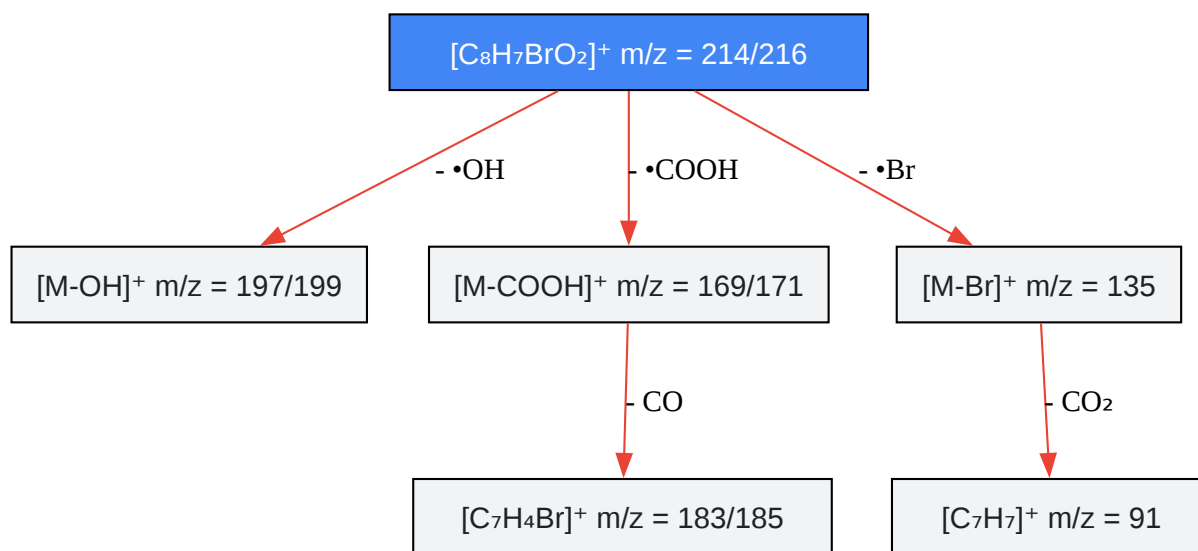 [C₈H₇BrO₂]⁺ m/z = 214/216
- •OH
- •COOH
- •Br
[M-OH]⁺ m/z = 197/199
[M-COOH]⁺ m/z = 169/171
[M-Br]⁺ m/z = 135
- CO
- CO₂
[C₇H₄Br]⁺ m/z = 183/185
[C₇H₇]⁺ m/z = 91